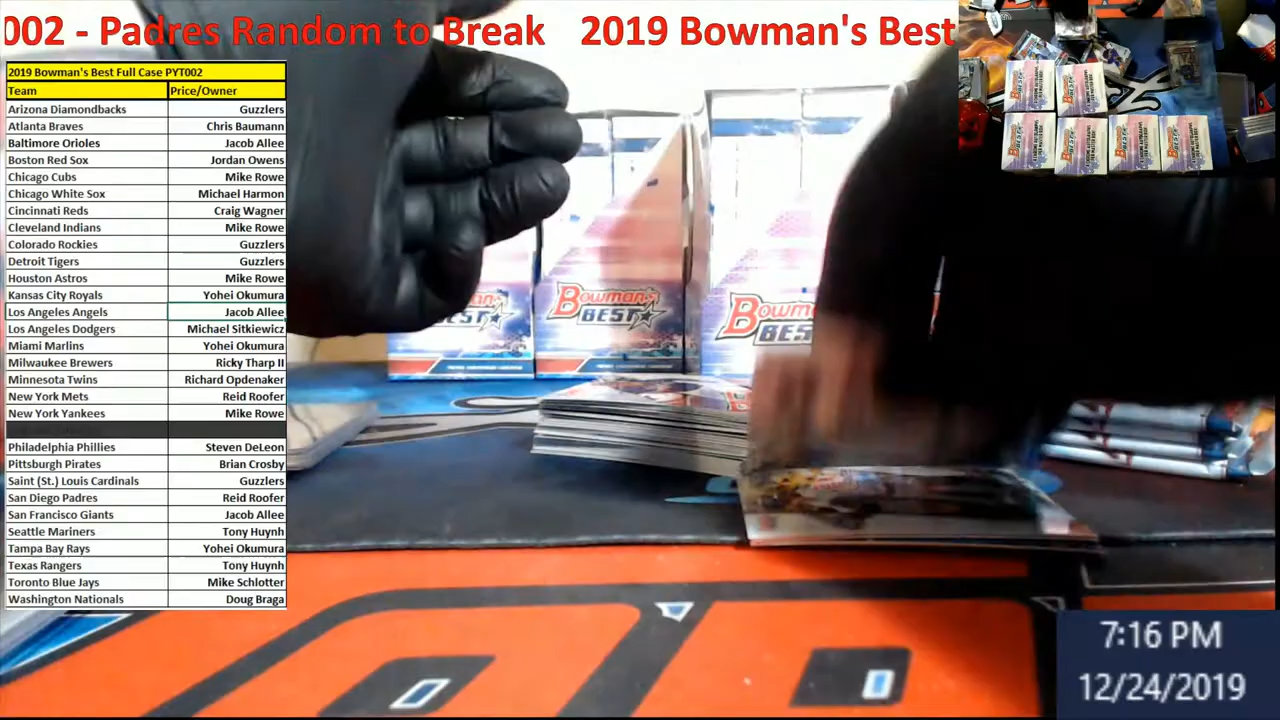 002 - Padres Random to Break 2019 Bowman's Best
2019 Bowman's Best Full Case PYT002
Team Price/Owner
Arizona Diamondbacks Guzzlers
Atlanta Braves Chris Baumann
Baltimore Orioles Jacob Allee
Boston Red Sox Jordan Owens
Chicago Cubs Mike Rowe
Chicago White Sox Michael Harmon
Cincinnati Reds Craig Wagner
Cleveland Indians Mike Rowe
Colorado Rockies Guzzlers
Detroit Tigers Guzzlers
Houston Astros Mike Rowe
Kansas City Royals Yohei Okumura
Los Angeles Angels Jacob Allee
Los Angeles Dodgers Michael Sitkiewicz
Miami Marlins Yohei Okumura
Milwaukee Brewers Ricky Tharp II
Minnesota Twins Richard Opdenaker
New York Mets Reid Roofer
New York Yankees Mike Rowe
Philadelphia Phillies Steven DeLeon
Pittsburgh Pirates Brian Crosby
Saint (St.) Louis Cardinals Guzzlers
San Diego Padres Reid Roofer
San Francisco Giants Jacob Allee
Seattle Mariners Tony Huynh
Tampa Bay Rays Yohei Okumura
Texas Rangers Tony Huynh
Toronto Blue Jays Mike Schlotter
Washington Nationals Doug Braga
BOWMAN'S
BEST
BOWMAN'S
BEST
7:16 PM
12/24/2019